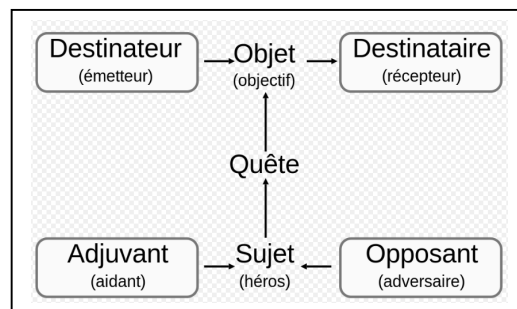 Destinateur
(émetteur)
Objet
(objectif)
Destinataire
(récepteur)
Quête
Adjuvant
(aidant)
Sujet
(héros)
Opposant
(adversaire)